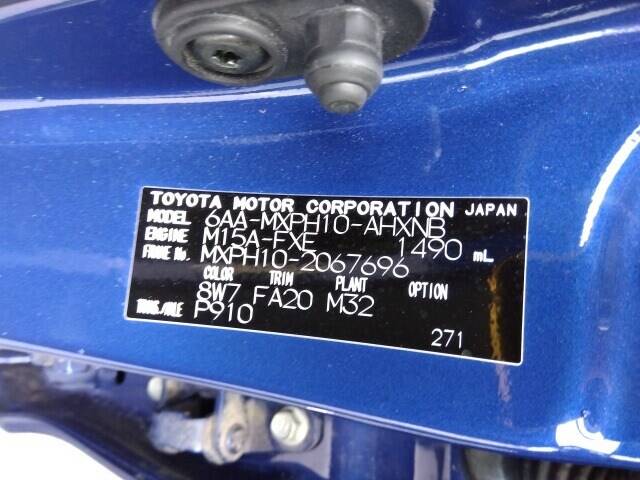 TOYOTA MOTOR CORPORATION JAPAN
MODEL 6AA-MXPH10-AHXNB
ENGINE M15A-FXE 1490 mL
FRAME No. MXPH10-2067696
COLOR TRIM PLANT OPTION
8W7 FA20 M32
TRANS./AXLE P910
271